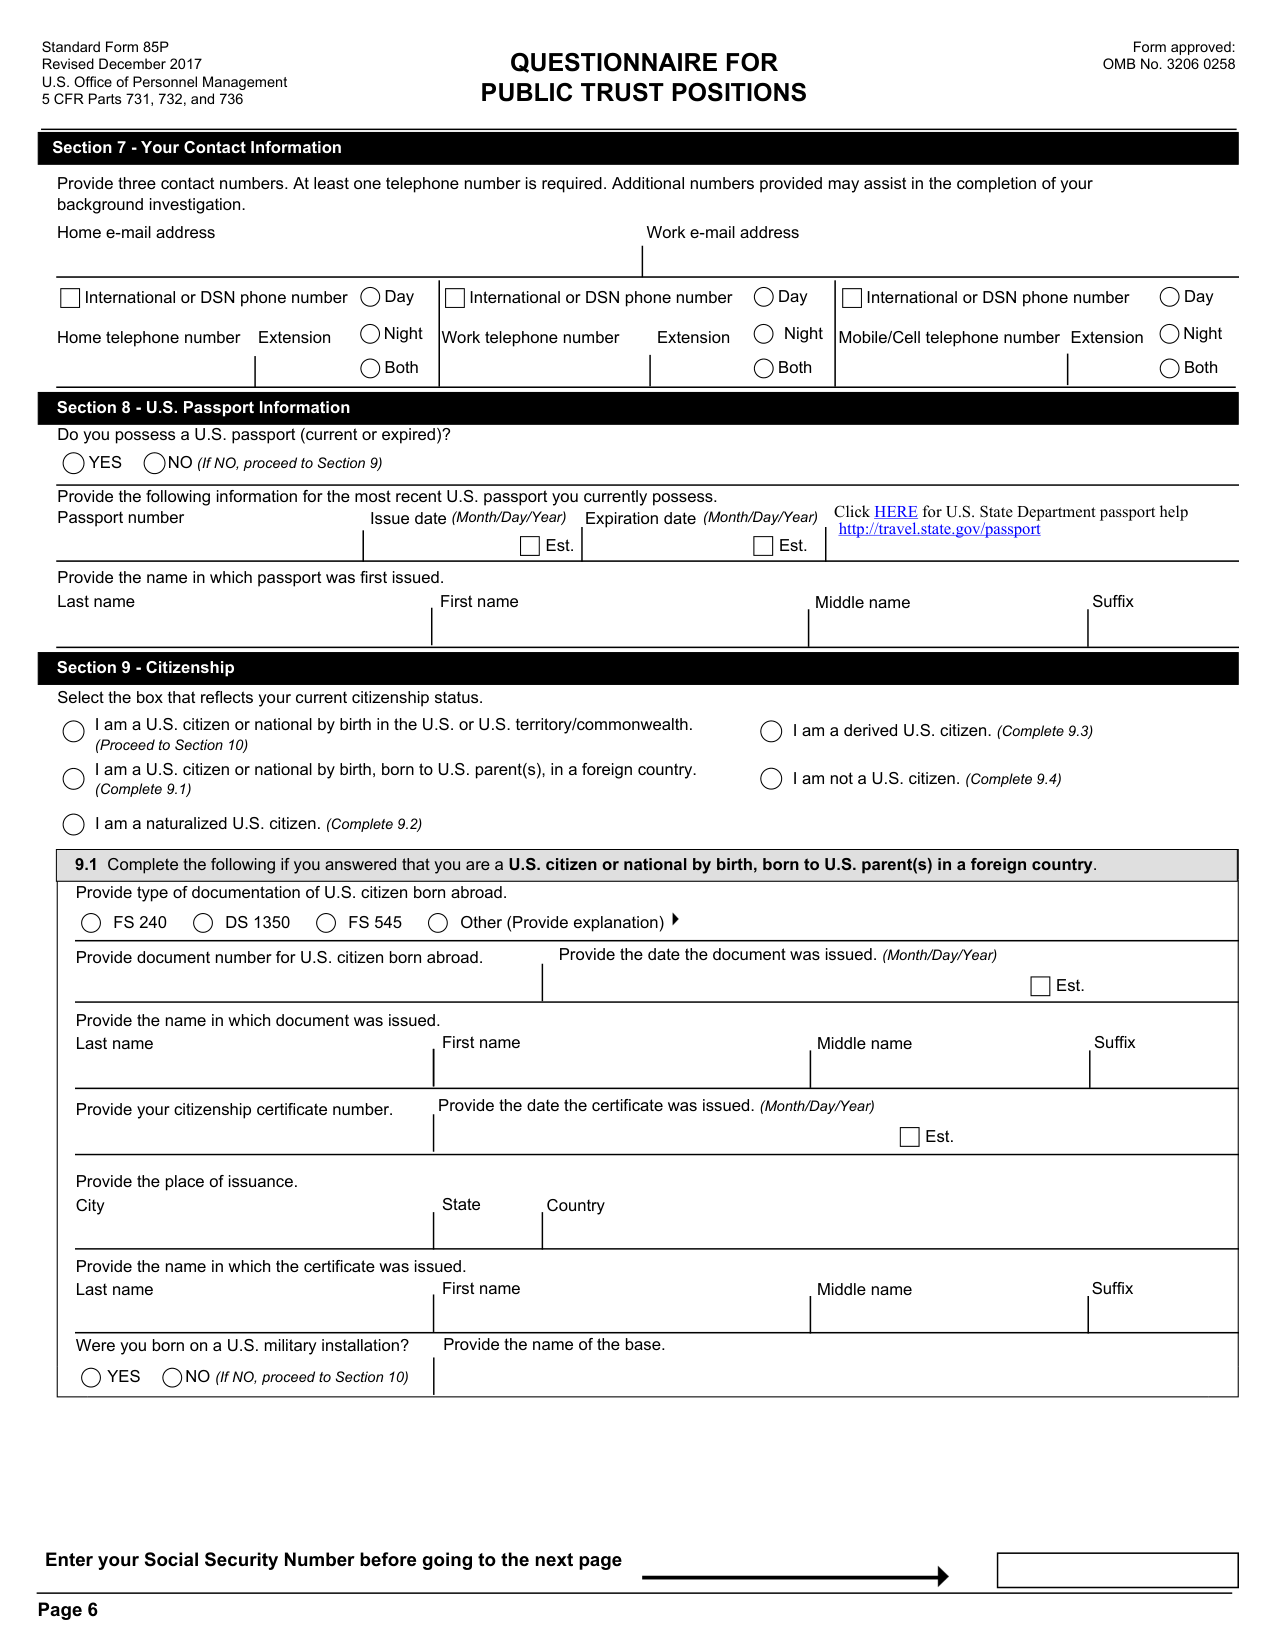 Standard Form 85P
Revised December 2017
U.S. Office of Personnel Management
5 CFR Parts 731, 732, and 736
QUESTIONNAIRE FOR
PUBLIC TRUST POSITIONS
Form approved:
OMB No. 3206 0258
Section 7 - Your Contact Information
Provide three contact numbers. At least one telephone number is required. Additional numbers provided may assist in the completion of your
background investigation.
Home e-mail address Work e-mail address
International or DSN phone number Day International or DSN phone number Day International or DSN phone number Day
Home telephone number Extension Night Work telephone number Extension Night Mobile/Cell telephone number Extension Night
Both Both Both
Section 8 - U.S. Passport Information
Do you possess a U.S. passport (current or expired)?
YES NO (If NO, proceed to Section 9)
Provide the following information for the most recent U.S. passport you currently possess.
Passport number Issue date (Month/Day/Year) Expiration date (Month/Day/Year) Click HERE for U.S. State Department passport help
http://travel.state.gov/passport
Est. Est.
Provide the name in which passport was first issued.
Last name First name Middle name Suffix
Section 9 - Citizenship
Select the box that reflects your current citizenship status.
I am a U.S. citizen or national by birth in the U.S. or U.S. territory/commonwealth.
(Proceed to Section 10)
I am a derived U.S. citizen. (Complete 9.3)
I am a U.S. citizen or national by birth, born to U.S. parent(s), in a foreign country.
(Complete 9.1)
I am not a U.S. citizen. (Complete 9.4)
I am a naturalized U.S. citizen. (Complete 9.2)
9.1 Complete the following if you answered that you are a U.S. citizen or national by birth, born to U.S. parent(s) in a foreign country.
Provide type of documentation of U.S. citizen born abroad.
FS 240 DS 1350 FS 545 Other (Provide explanation)
Provide document number for U.S. citizen born abroad. Provide the date the document was issued. (Month/Day/Year)
Est.
Provide the name in which document was issued.
Last name First name Middle name Suffix
Provide your citizenship certificate number. Provide the date the certificate was issued. (Month/Day/Year)
Est.
Provide the place of issuance.
City State Country
Provide the name in which the certificate was issued.
Last name First name Middle name Suffix
Were you born on a U.S. military installation? Provide the name of the base.
YES NO (If NO, proceed to Section 10)
Enter your Social Security Number before going to the next page
Page 6